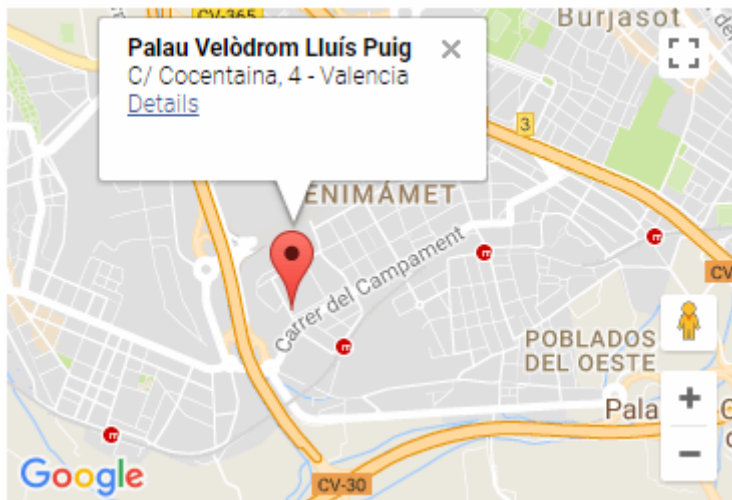 CV-365
Burjasot
Palau Velòdrom Lluís Puig
C/ Cocentaina, 4 - Valencia
Details
3
ENIMÁMET
Carrer del Campament
CV
POBLADOS
DEL OESTE
Pala
Google
CV-30